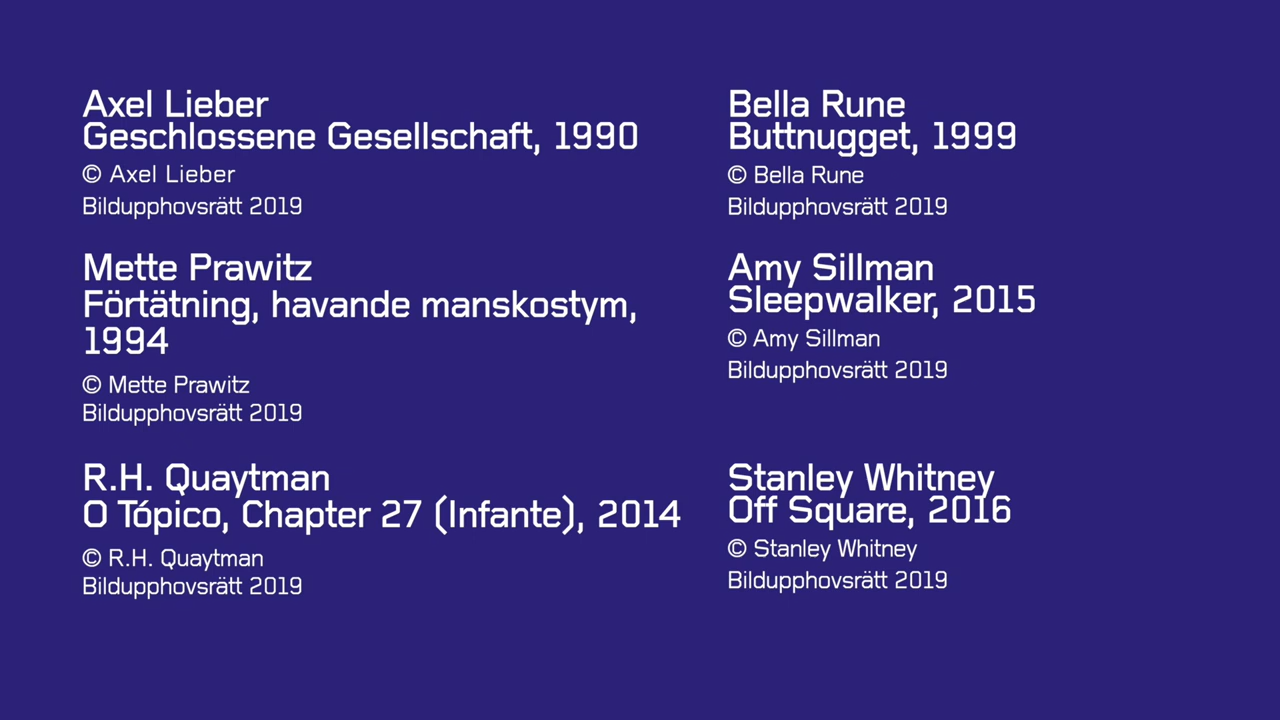 Axel Lieber
Geschlossene Gesellschaft, 1990
© Axel Lieber
Bildupphovsrätt 2019
Mette Prawitz
Förtätning, havande manskostym,
1994
© Mette Prawitz
Bildupphovsrätt 2019
R.H. Quaytman
O Tópico, Chapter 27 (Infante), 2014
© R.H. Quaytman
Bildupphovsrätt 2019
Bella Rune
Buttnugget, 1999
© Bella Rune
Bildupphovsrätt 2019
Amy Sillman
Sleepwalker, 2015
© Amy Sillman
Bildupphovsrätt 2019
Stanley Whitney
Off Square, 2016
© Stanley Whitney
Bildupphovsrätt 2019